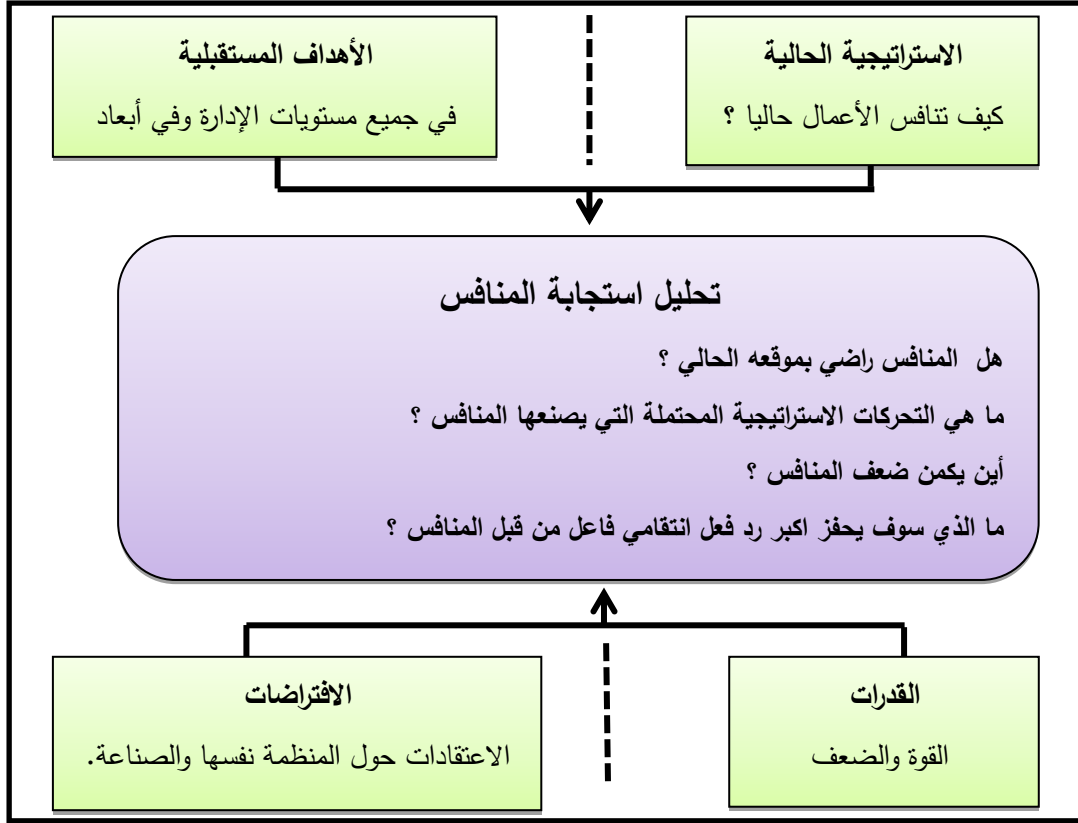 الاستراتيجية الحالية
كيف تنافس الأعمال حاليا ؟
الأهداف المستقبلية
في جميع مستويات الإدارة وفي أبعاد
تحليل استجابة المنافس
هل المنافس راضي بموقعه الحالي ؟
ما هي التحركات الاستراتيجية المحتملة التي يصنعها المنافس ؟
أين يكمن ضعف المنافس ؟
ما الذي سوف يحفز اكبر رد فعل انتقامي فاعل من قبل المنافس ؟
القدرات
القوة والضعف
الافتراضات
الاعتقادات حول المنظمة نفسها والصناعة.